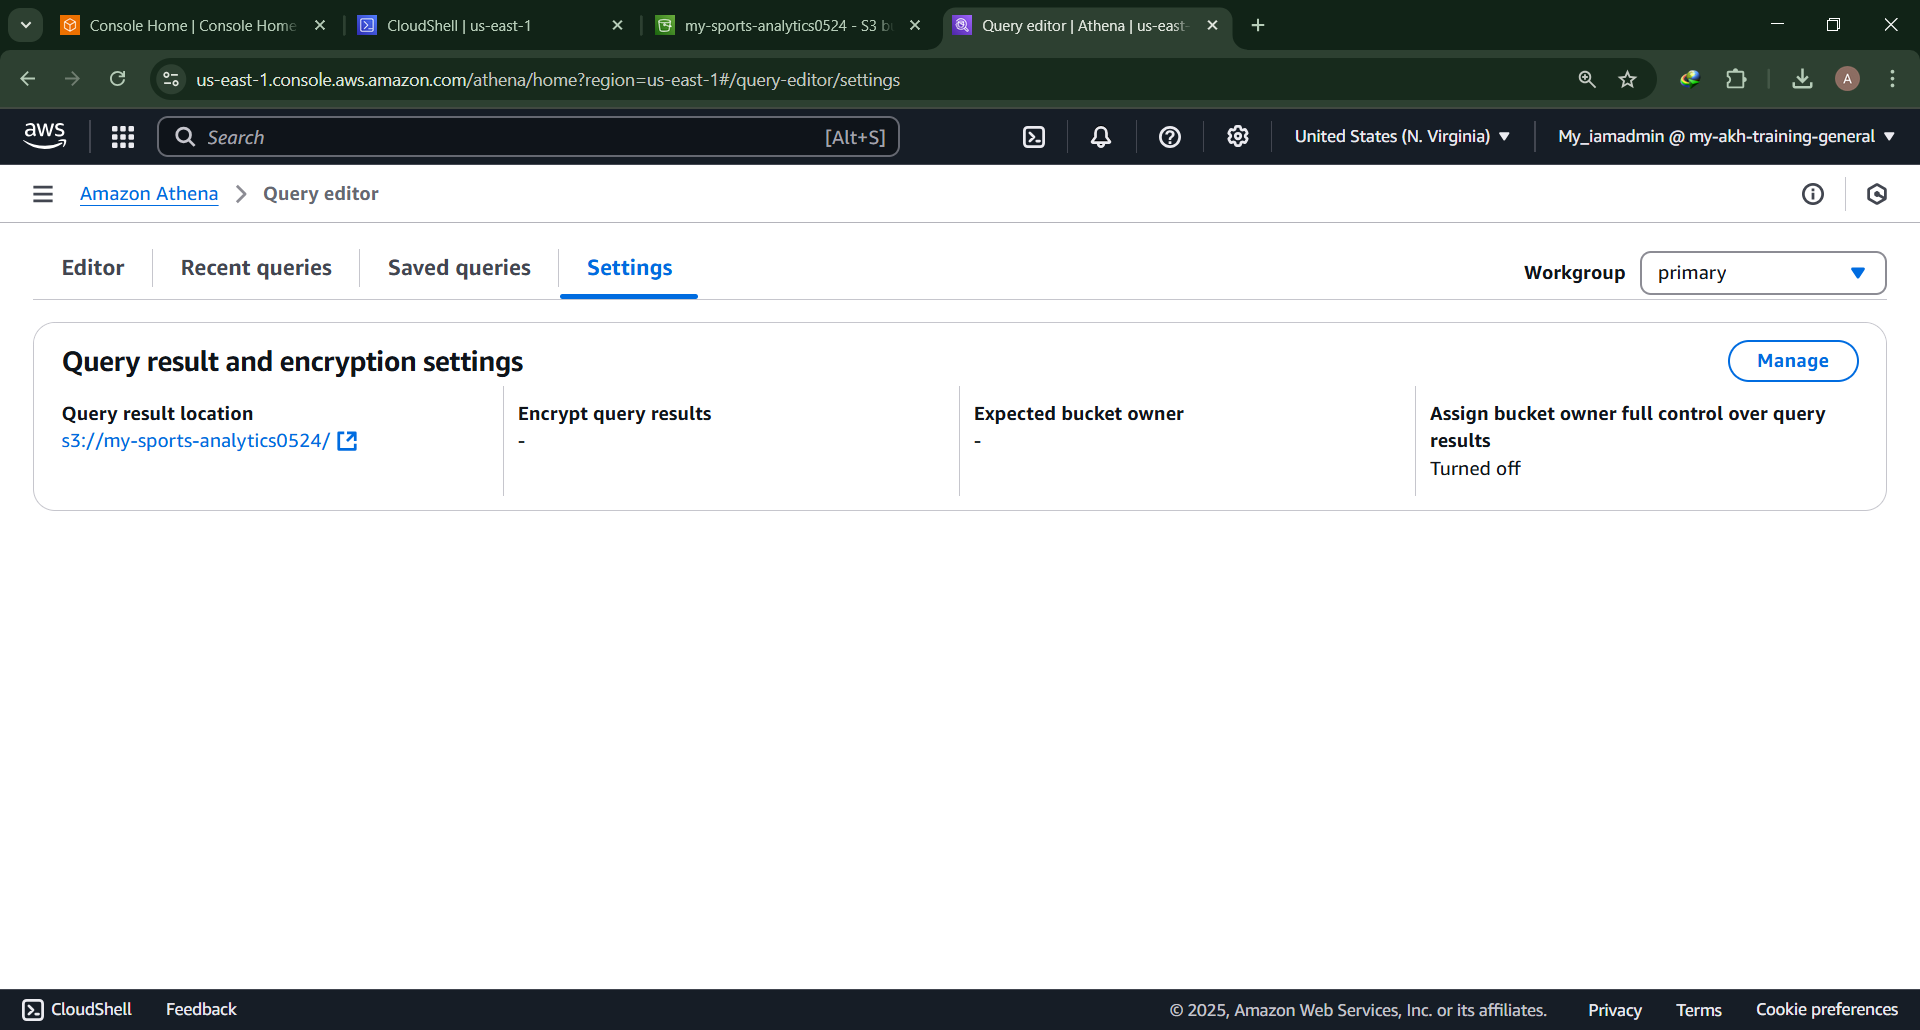 Console Home | Console Home
CloudShell | us-east-1
my-sports-analytics0524 - S3 bu
Query editor | Athena | us-east-
us-east-1.console.aws.amazon.com/athena/home?region=us-east-1#/query-editor/settings
A
aws
Search
[Alt+S]
United States (N. Virginia)
My_iamadmin @ my-akh-training-general
Amazon Athena
Query editor
Editor
Recent queries
Saved queries
Settings
Workgroup
primary
Query result and encryption settings
Manage
Query result location
s3://my-sports-analytics0524/
Encrypt query results
-
Expected bucket owner
-
Assign bucket owner full control over query
results
Turned off
CloudShell
Feedback
© 2025, Amazon Web Services, Inc. or its affiliates.
Privacy
Terms
Cookie preferences